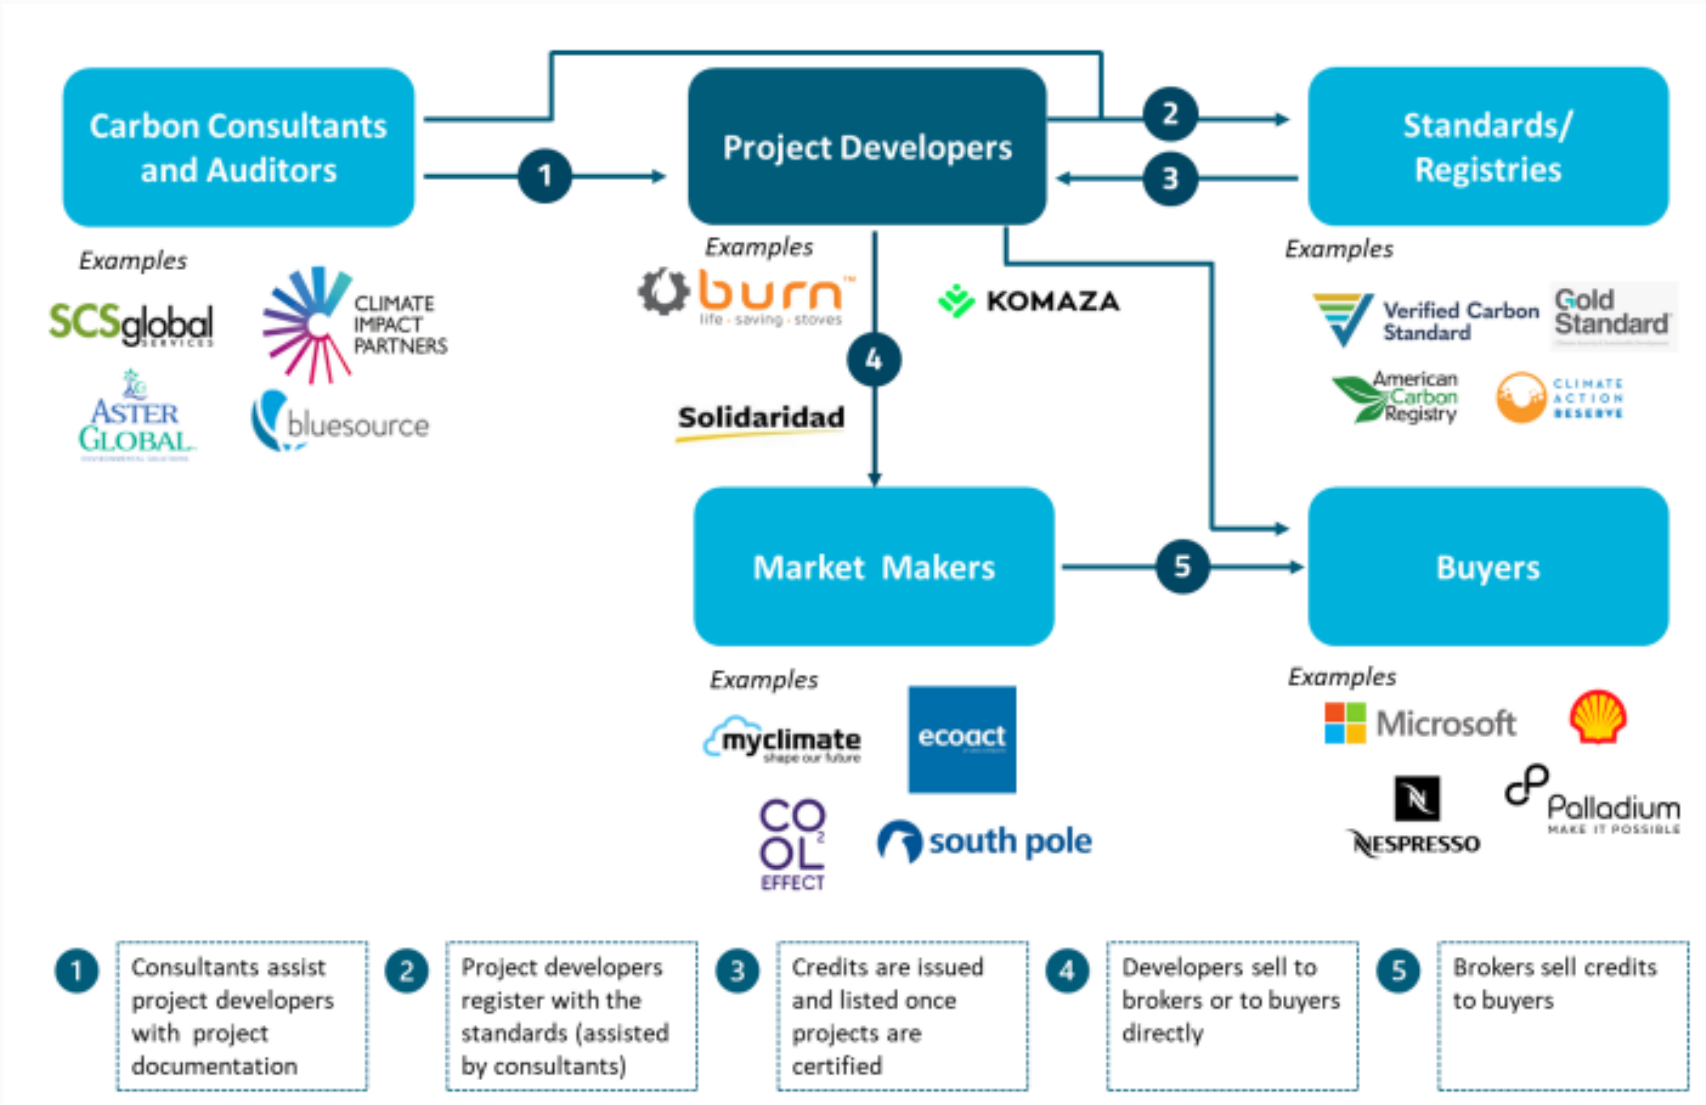 Carbon Consultants
and Auditors
1
Project Developers
2
3
Standards/
Registries
Examples
SCSglobal
SERVICES
CLIMATE
IMPACT
PARTNERS
ASTER
GLOBAL
bluesource
Examples
burn™
life - saving - stoves
KOMAZA
4
Solidaridad
Examples
Verified Carbon
Standard
Gold
Standard
American
Carbon
Registry
CLIMATE
ACTION
RESERVE
Market Makers
5
Buyers
Examples
myclimate
shape our future
ecoact
CO2
OL
EFFECT
south pole
Examples
Microsoft
NESPRESSO
Palladium
MAKE IT POSSIBLE
1
Consultants assist
project developers
with project
documentation
2
Project developers
register with the
standards (assisted
by consultants)
3
Credits are issued
and listed once
projects are
certified
4
Developers sell to
brokers or to buyers
directly
5
Brokers sell credits
to buyers